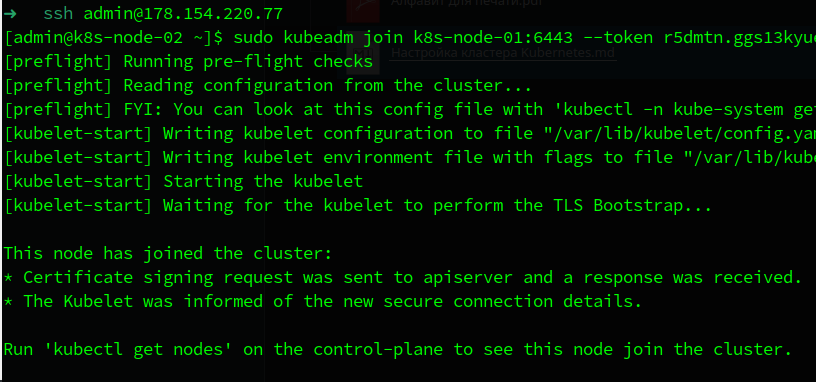 ➜ ssh admin@178.154.220.77
Алфавит для печати.pdf
[admin@k8s-node-02 ~]$ sudo kubeadm join k8s-node-01:6443 --token r5dmtn.ggs13kyu
Настройка кластера Kubernetes.md
[preflight] Running pre-flight checks
[preflight] Reading configuration from the cluster...
[preflight] FYI: You can look at this config file with 'kubectl -n kube-system ge
[kubelet-start] Writing kubelet configuration to file "/var/lib/kubelet/config.ya
[kubelet-start] Writing kubelet environment file with flags to file "/var/lib/kub
[kubelet-start] Starting the kubelet
[kubelet-start] Waiting for the kubelet to perform the TLS Bootstrap...
This node has joined the cluster:
* Certificate signing request was sent to apiserver and a response was received.
* The Kubelet was informed of the new secure connection details.
Run 'kubectl get nodes' on the control-plane to see this node join the cluster.